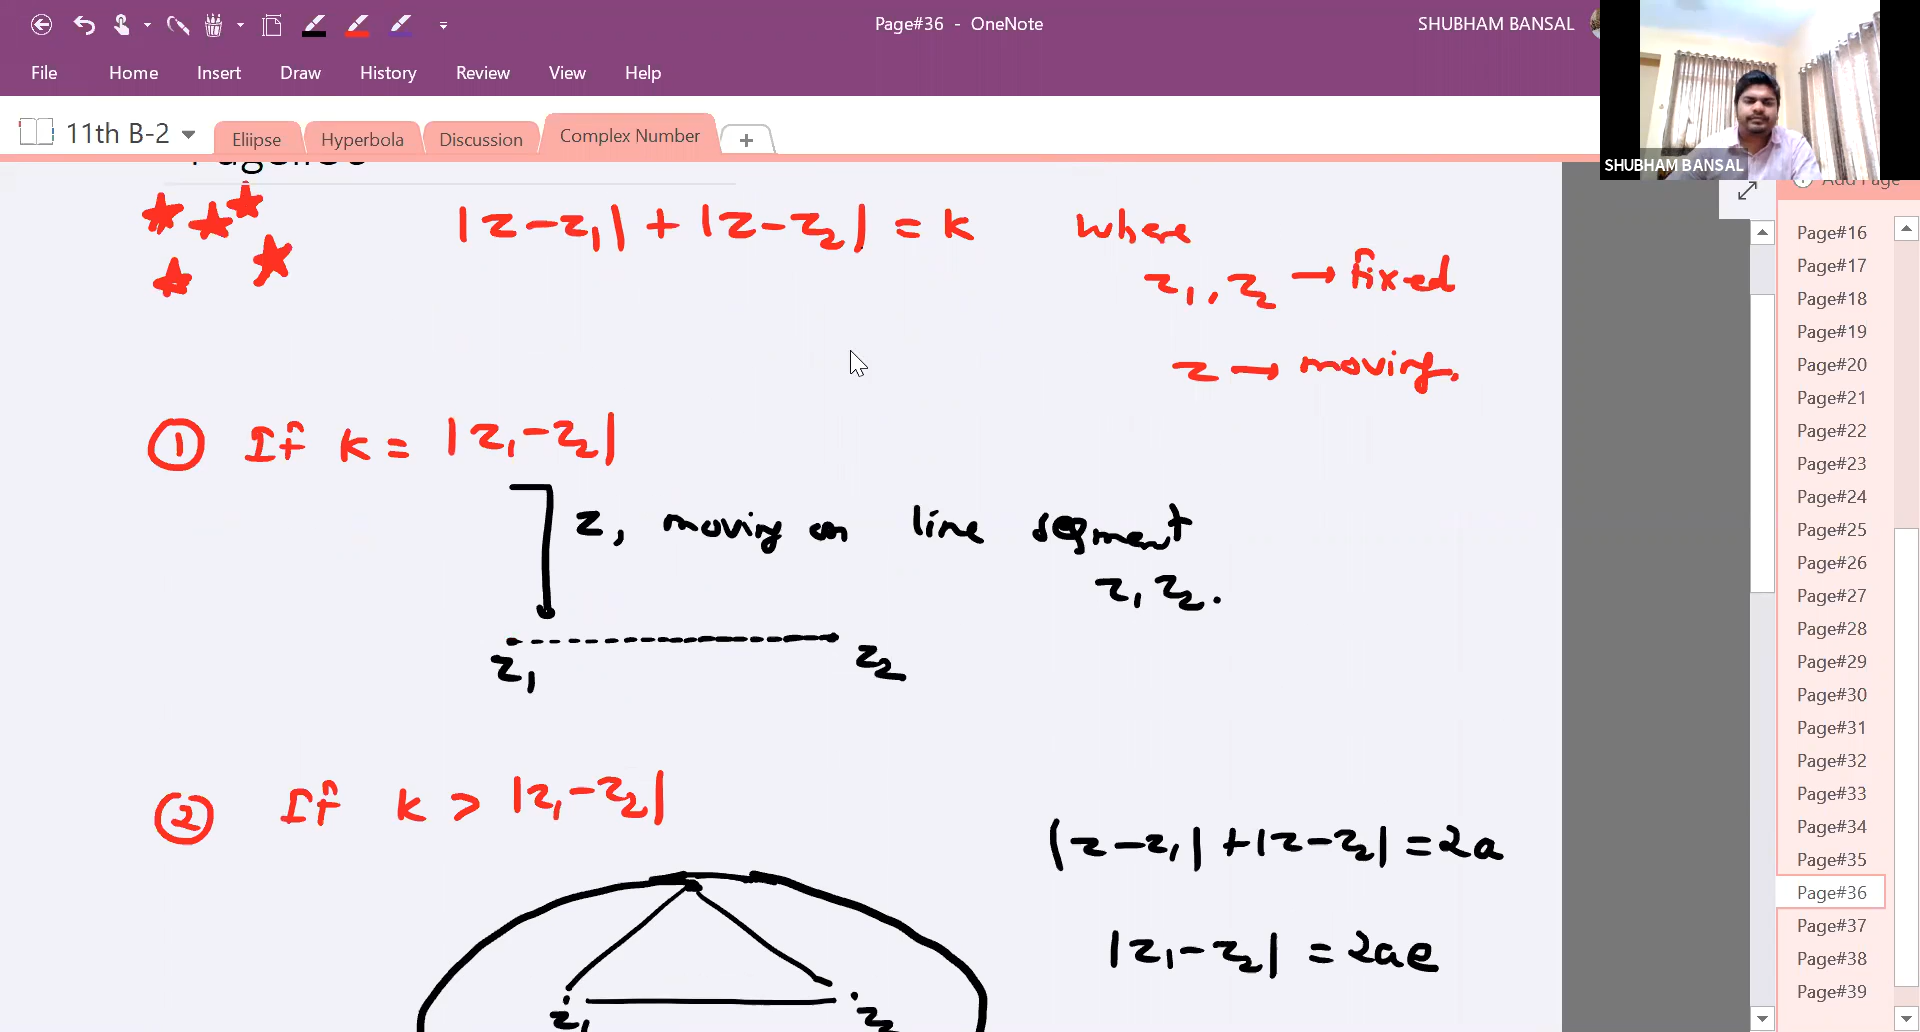 Page#36 - OneNote
SHUBHAM BANSAL
File Home Insert Draw History Review View Help
SHUBHAM BANSAL
11th B-2 Eliipse Hyperbola Discussion Complex Number +
Add Page
|z-z₁| + |z-z₂| = k where
z₁, z₂ → fixed
z → moving.
① If k = |z₁-z₂|
z, moving on line segment
z₁z₂.
z₁ z₂
② If k > |z₁-z₂|
|z-z₁| + |z-z₂| = 2a
|z₁-z₂| = 2ae
z₁ z₂
Page#16
Page#17
Page#18
Page#19
Page#20
Page#21
Page#22
Page#23
Page#24
Page#25
Page#26
Page#27
Page#28
Page#29
Page#30
Page#31
Page#32
Page#33
Page#34
Page#35
Page#36
Page#37
Page#38
Page#39